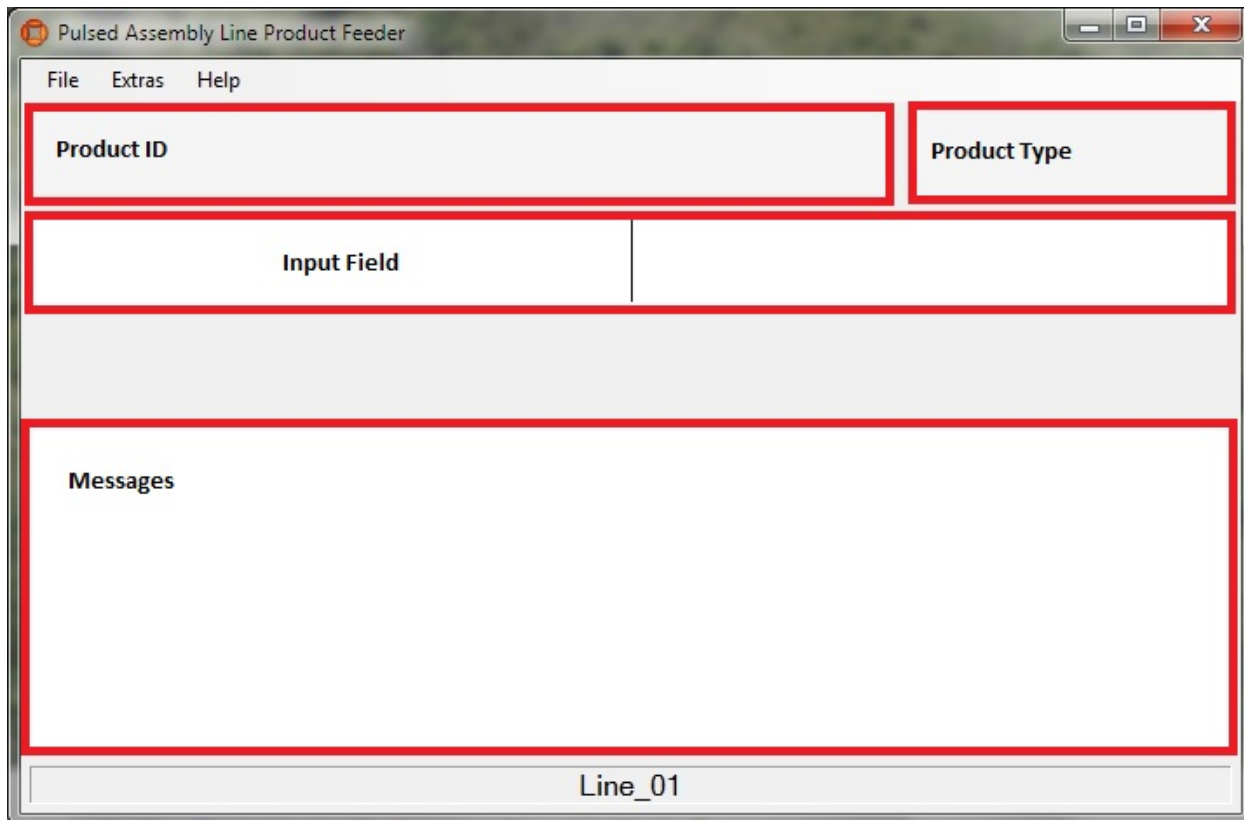 Pulsed Assembly Line Product Feeder
File Extras Help
Product ID
Product Type
Input Field
Messages
Line_01